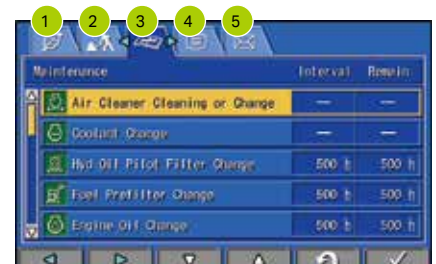 1 2 3 4 5
Maintenance Interval Remain
Air Cleaner Cleaning or Change — —
Coolant Change — —
Hyd Oil Pilot Filter Change 500 h 500 h
Fuel Prefilter Change 500 h 500 h
Engine Oil Change 500 h 500 h